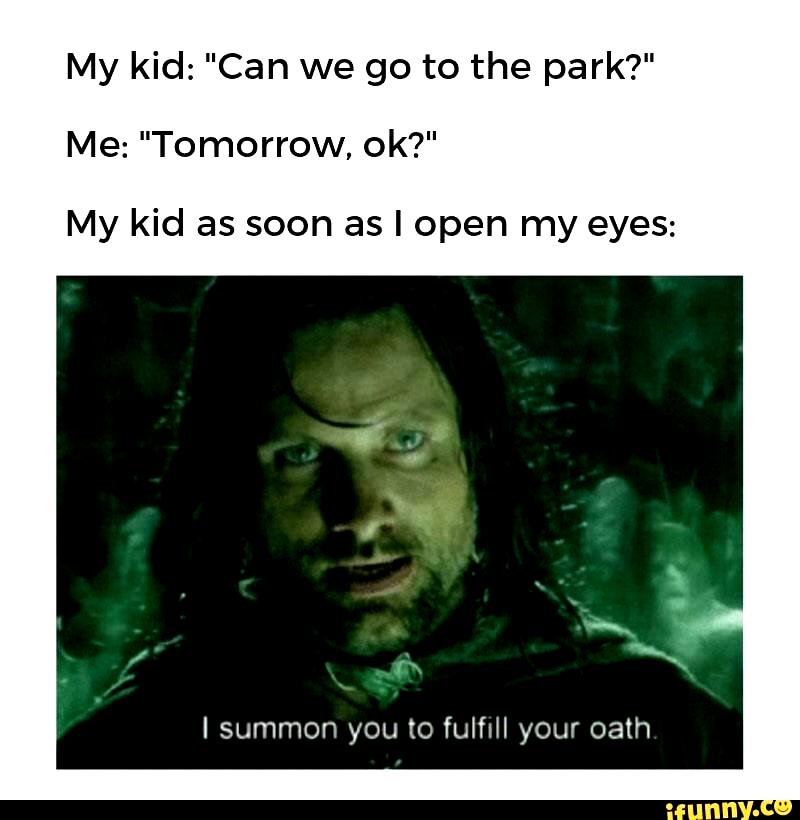 My kid: "Can we go to the park?"
Me: "Tomorrow, ok?"
My kid as soon as I open my eyes:
I summon you to fulfill your oath.
ifunny.co